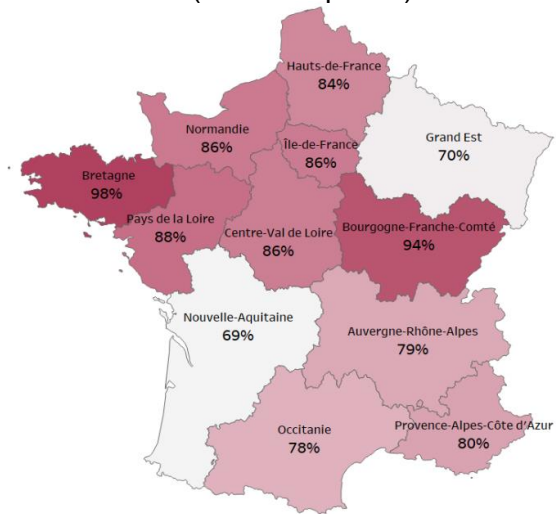 Hauts-de-France
84%
Normandie
86%
Île-de-France
86%
Grand Est
70%
Bretagne
98%
Pays de la Loire
88%
Centre-Val de Loire
86%
Bourgogne-Franche-Comté
94%
Nouvelle-Aquitaine
69%
Auvergne-Rhône-Alpes
79%
Occitanie
78%
Provence-Alpes-Côte d'Azur
80%